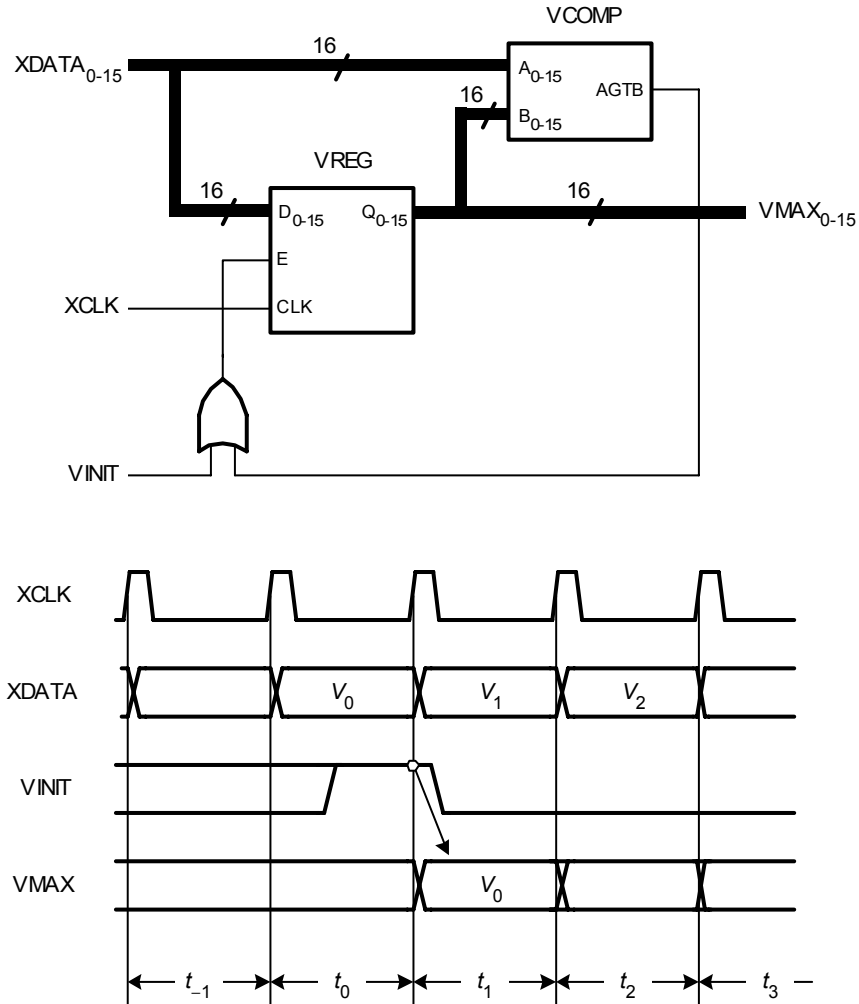 VCOMP
XDATA0-15
16
A0-15
AGTB
16
B0-15
VREG
16
D0-15
Q0-15
16
VMAX0-15
E
XCLK
CLK
VINIT
XCLK
XDATA
V0
V1
V2
VINIT
VMAX
V0
t–1
t0
t1
t2
t3